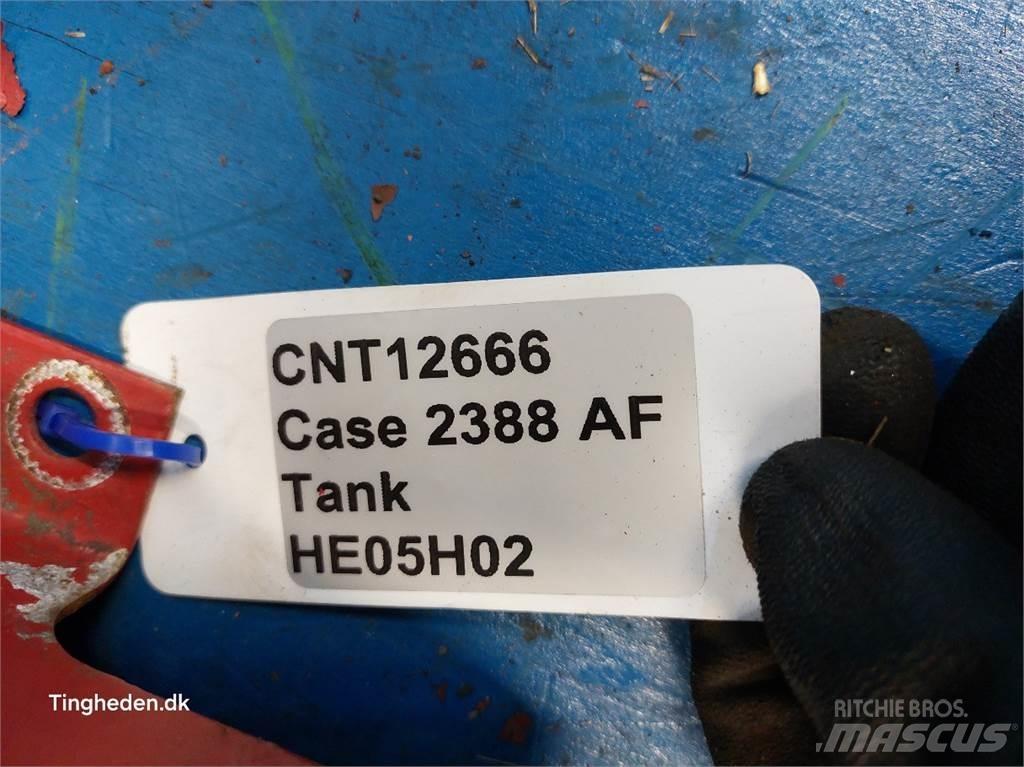 CNT12666
Case 2388 AF
Tank
HE05H02
Tingheden.dk
RITCHIE BROS.
MASCUS